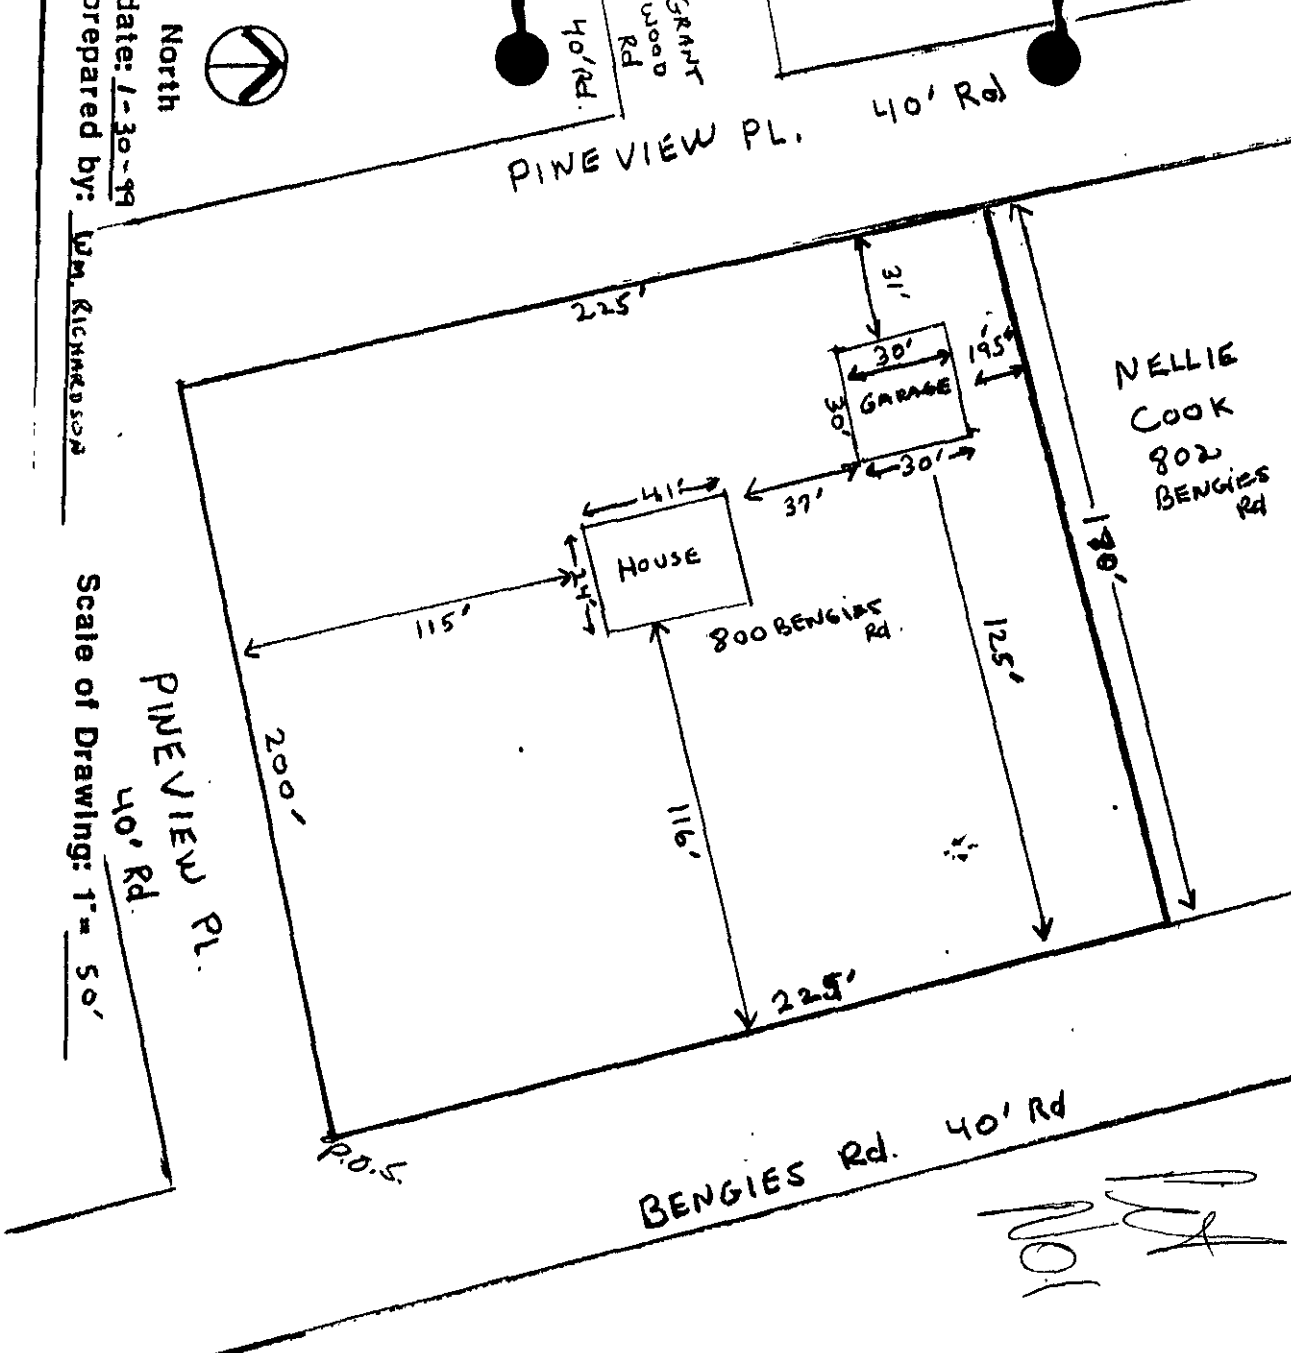 North
date: 1-30-99
prepared by: WM. RICHARDSON
Scale of Drawing: 1"= 50'
GRANT
WOOD
Rd
40' Rd.
PINEVIEW PL. 40' Rd
225'
31'
30'
GARAGE
30'
30'
195'
NELLIE
COOK
802
BENGIES
Rd
180'
37'
41'
HOUSE
24'
115'
800 BENGIES
Rd.
125'
116'
200'
PINEVIEW PL.
40' Rd.
225'
P.O.S.
BENGIES Rd. 40' Rd